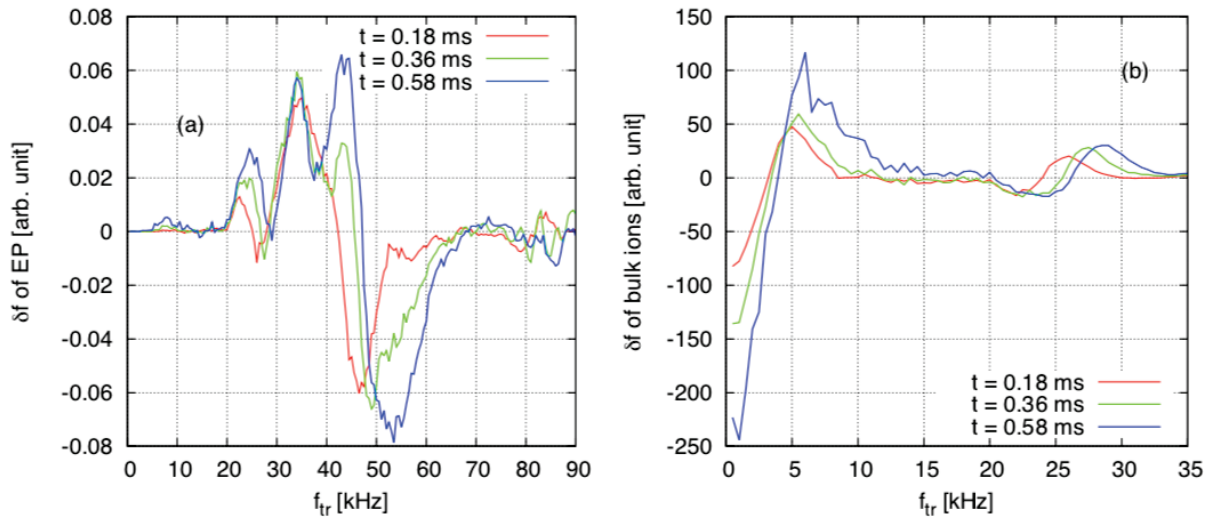 0.08
0.06
0.04
0.02
0
-0.02
-0.04
-0.06
-0.08
δf of EP [arb. unit]
(a)
t = 0.18 ms
t = 0.36 ms
t = 0.58 ms
0 10 20 30 40 50 60 70 80 90
f_tr [kHz]
150
100
50
0
-50
-100
-150
-200
-250
δf of bulk ions [arb. unit]
(b)
t = 0.18 ms
t = 0.36 ms
t = 0.58 ms
0 5 10 15 20 25 30 35
f_tr [kHz]